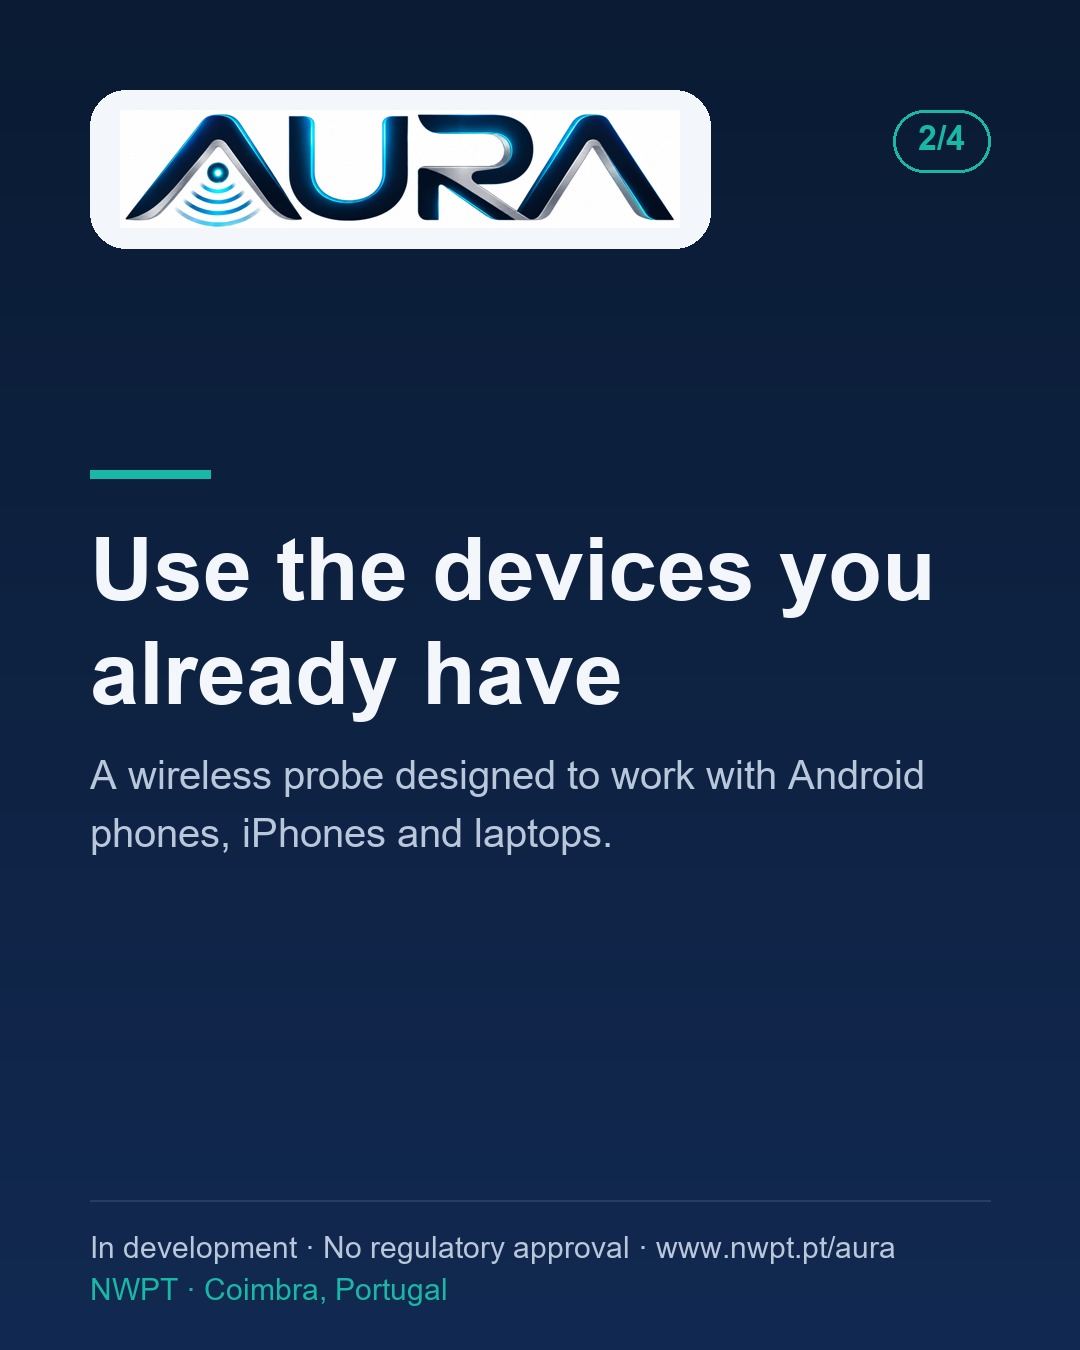 AURA
2/4
Use the devices you
already have
A wireless probe designed to work with Android
phones, iPhones and laptops.
In development · No regulatory approval · www.nwpt.pt/aura
NWPT · Coimbra, Portugal